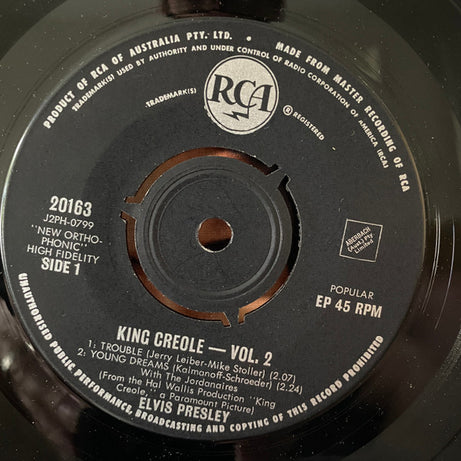 PRODUCT OF RCA OF AUSTRALIA PTY. LTD. • MADE FROM MASTER RECORDING OF RCA
TRADEMARK(S) USED BY AUTHORITY AND UNDER CONTROL OF RADIO CORPORATION OF AMERICA (RCA)
TRADEMARK(S)
RCA
® REGISTERED
20163
J2PH-0799
"NEW ORTHO-
PHONIC"
HIGH FIDELITY
SIDE 1
ABERBACH
(Aust.) Pty.
Limited
POPULAR
EP 45 RPM
KING CREOLE — VOL. 2
1: TROUBLE (Jerry Leiber-Mike Stoller) (2.07)
2: YOUNG DREAMS (Kalmanoff-Schroeder) (2.24)
With The Jordanaires
(From the Hal Wallis Production "King
Creole," a Paramount Picture)
ELVIS PRESLEY
UNAUTHORISED PUBLIC PERFORMANCE, BROADCASTING AND COPYING OF THIS RECORD PROHIBITED